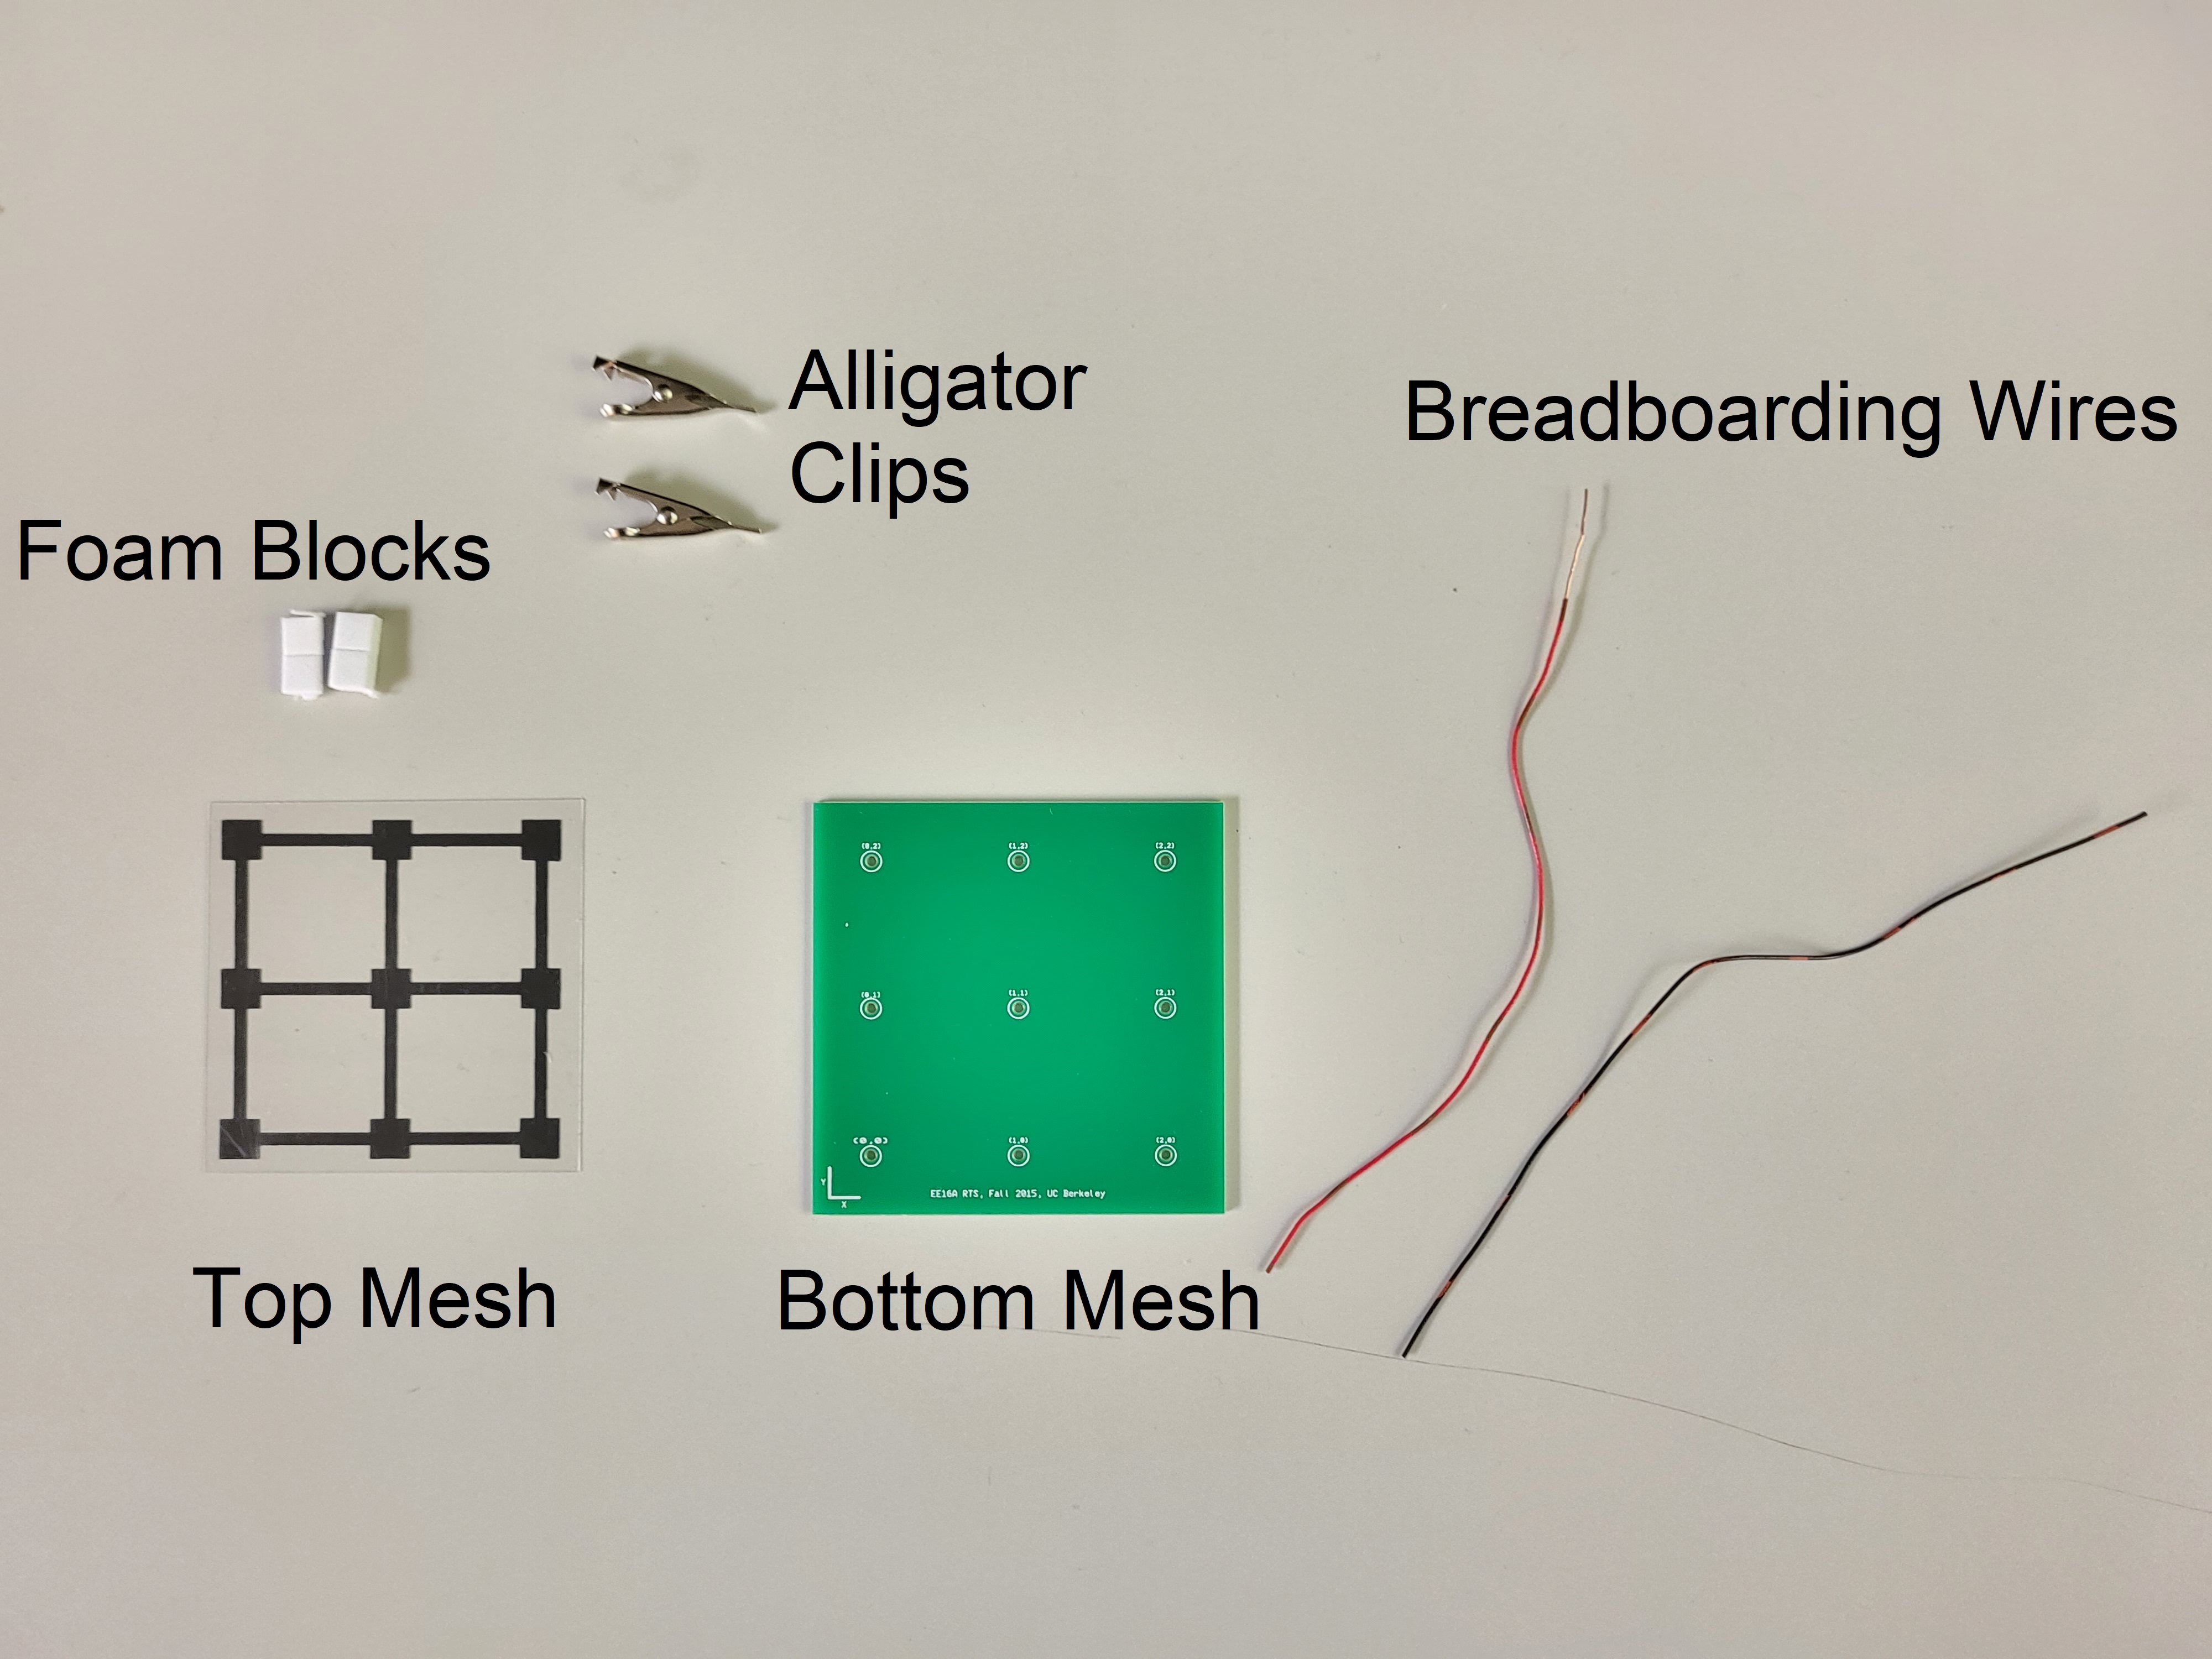 Alligator
Clips
Breadboarding Wires
Foam Blocks
(0,2) (1,2) (2,2)
(0,1) (1,1) (2,1)
(0,0) (1,0) (2,0)
Y
X
EE16A RTS, Fall 2015, UC Berkeley
Top Mesh
Bottom Mesh